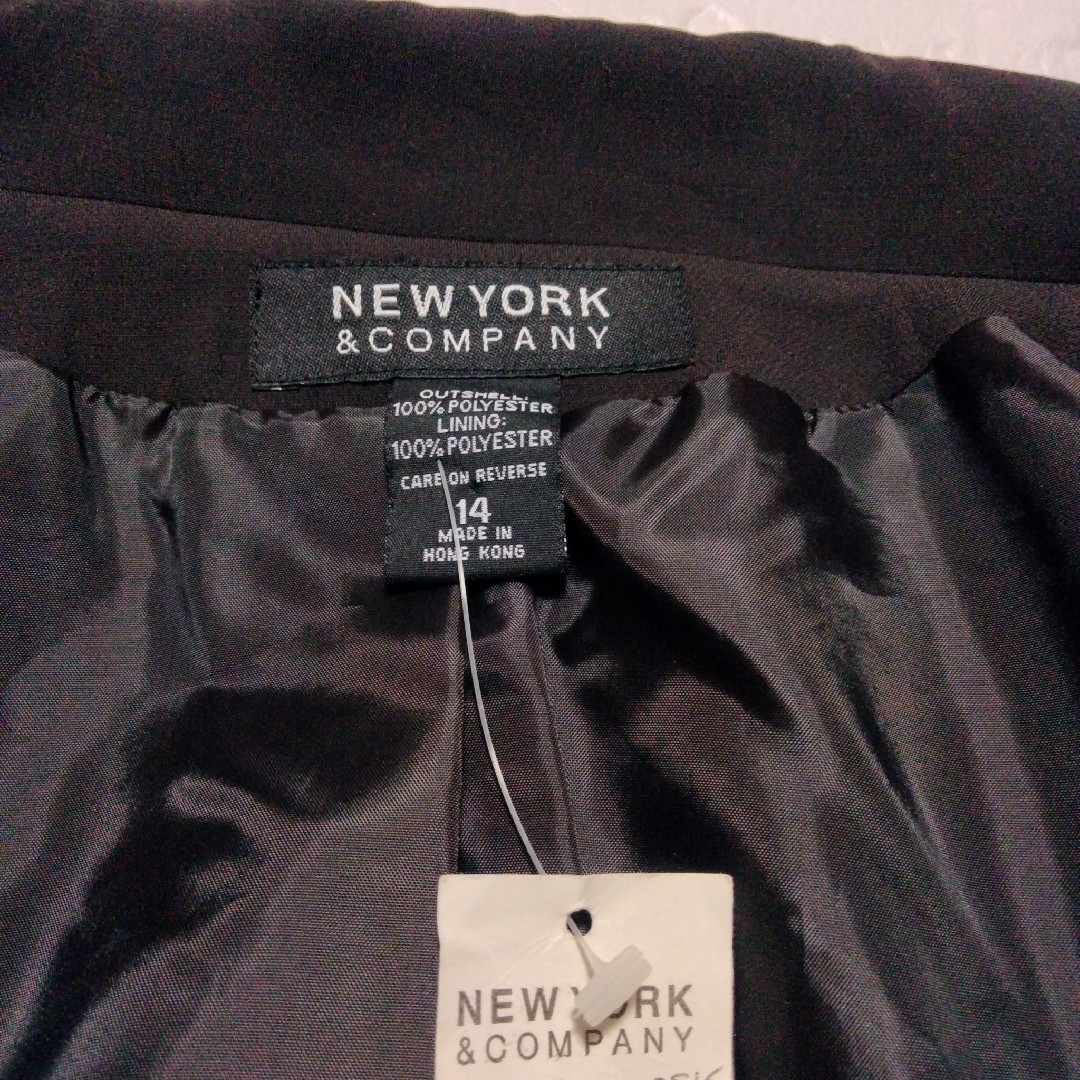 NEW YORK
& COMPANY
OUTSHELL:
100% POLYESTER
LINING:
100% POLYESTER
CARE ON REVERSE
14
MADE IN
HONG KONG
NEW YORK
& COMPANY